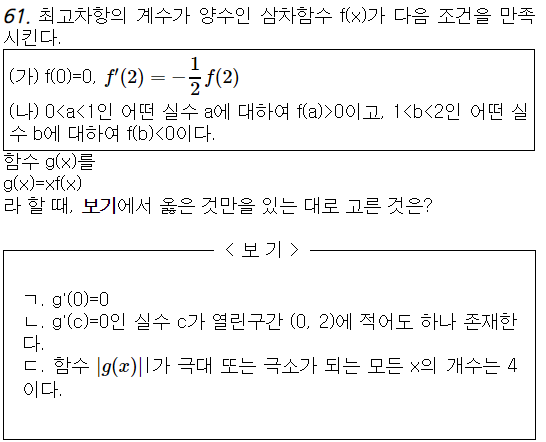 61. 최고차항의 계수가 양수인 삼차함수 f(x)가 다음 조건을 만족
시킨다.
(가) f(0)=0, f′(2) = −1/2 f(2)
(나) 0<a<1인 어떤 실수 a에 대하여 f(a)>0이고, 1<b<2인 어떤 실
수 b에 대하여 f(b)<0이다.
함수 g(x)를
g(x)=xf(x)
라 할 때, 보기에서 옳은 것만을 있는 대로 고른 것은?
< 보 기 >
ㄱ. g'(0)=0
ㄴ. g'(c)=0인 실수 c가 열린구간 (0, 2)에 적어도 하나 존재한
다.
ㄷ. 함수 |g(x)||가 극대 또는 극소가 되는 모든 x의 개수는 4
이다.